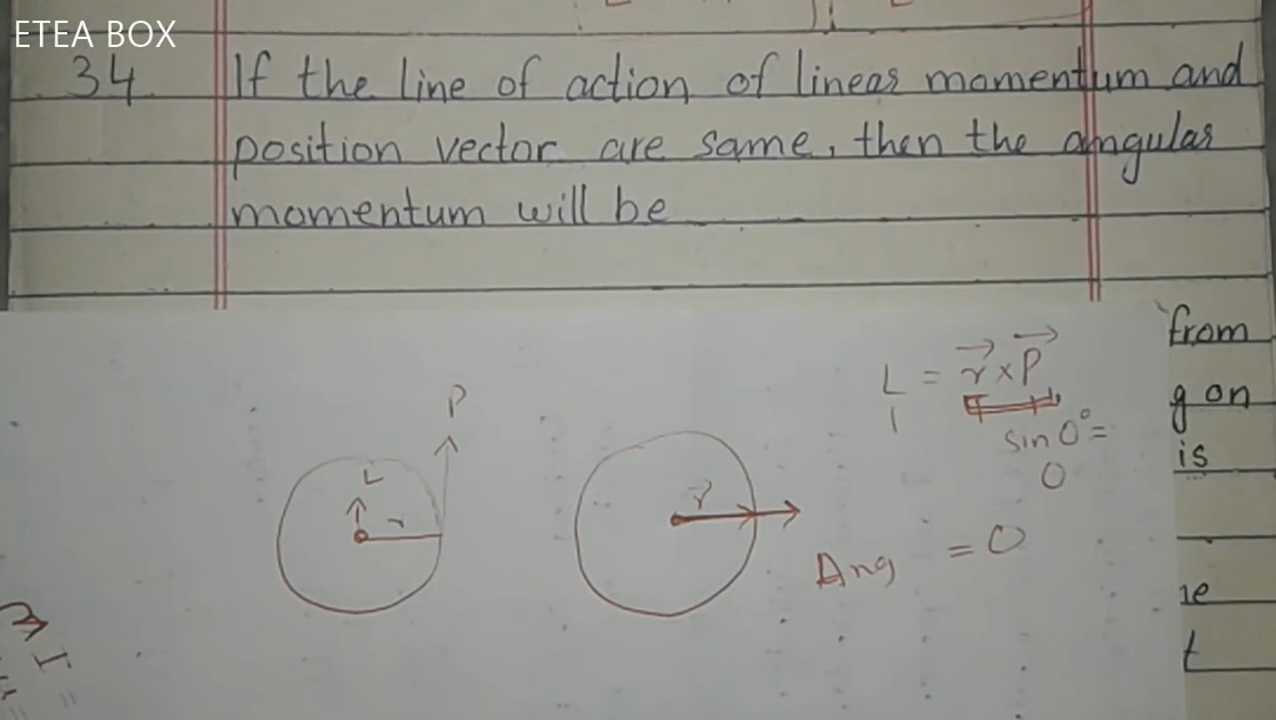 ETEA BOX
34. If the line of action of linear momentum and
position vector are same, then the angular
momentum will be
from
g on
is
L = r × P
sin 0° =
0
P
L
r
r
Ang = 0
t